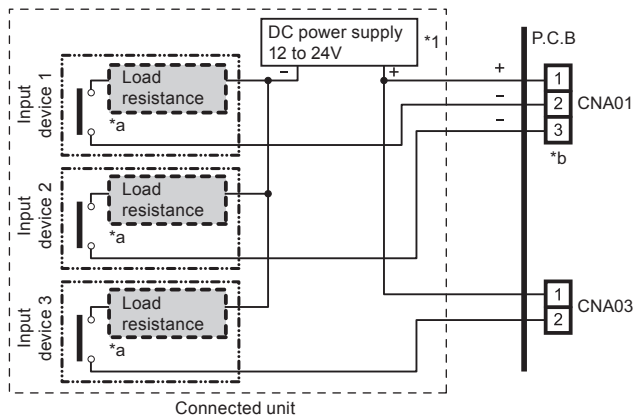 DC power supply
12 to 24V
*1
P.C.B
Input
device 1
Load
resistance
*a
–
+
+
–
–
1
2
3
CNA01
*b
Input
device 2
Load
resistance
*a
Input
device 3
Load
resistance
*a
1
2
CNA03
Connected unit